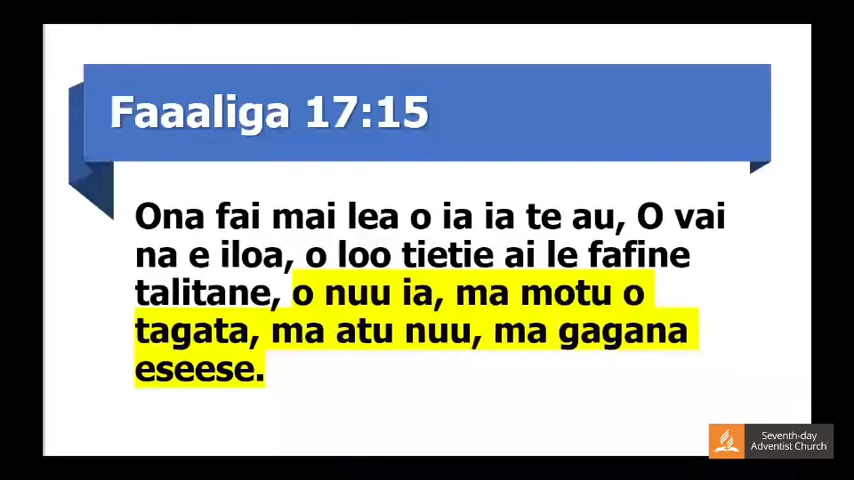 Faaaliga 17:15
Ona fai mai lea o ia ia te au, O vai
na e iloa, o loo tietie ai le fafine
talitane, o nuu ia, ma motu o
tagata, ma atu nuu, ma gagana
eseese.
Seventh-day
Adventist Church